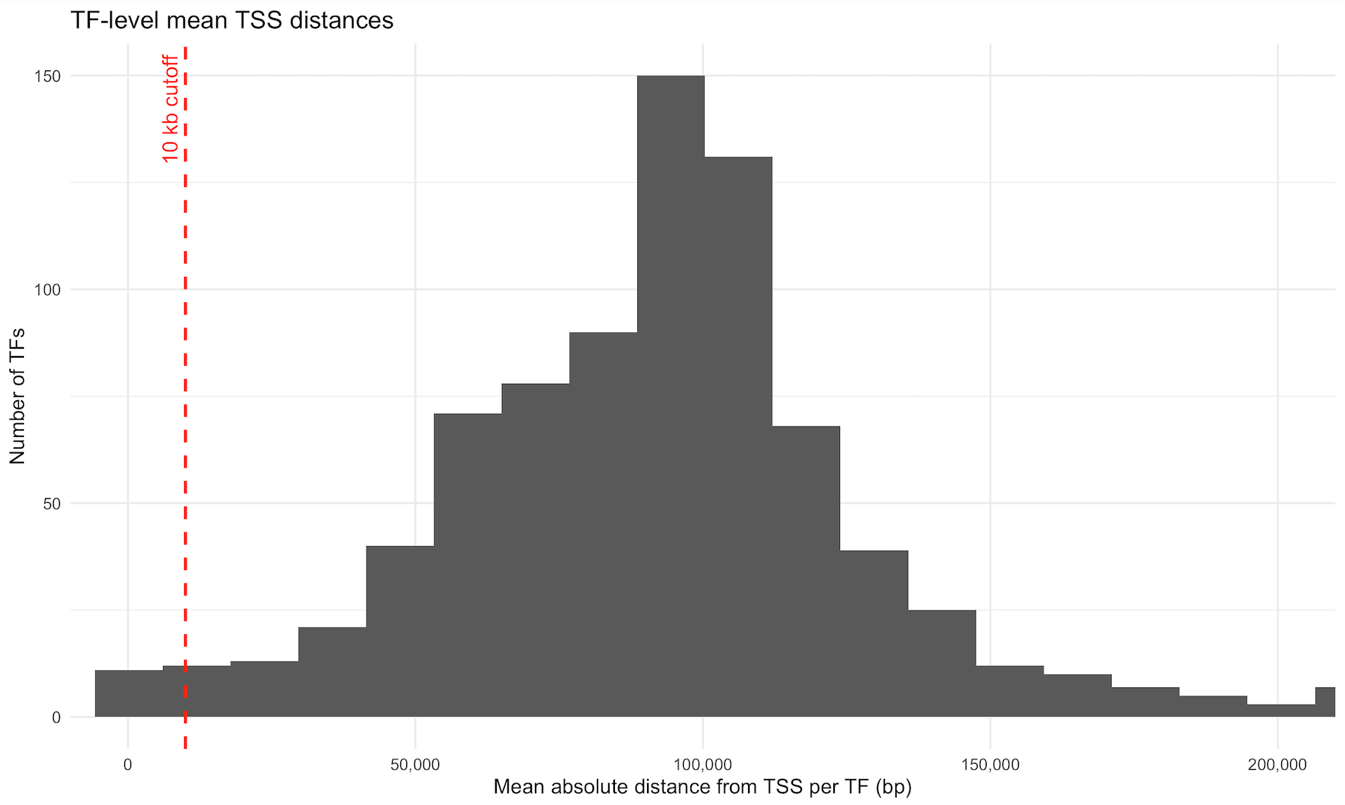 TF-level mean TSS distances
10 kb cutoff
150
100
50
0
Number of TFs
0 50,000 100,000 150,000 200,000
Mean absolute distance from TSS per TF (bp)